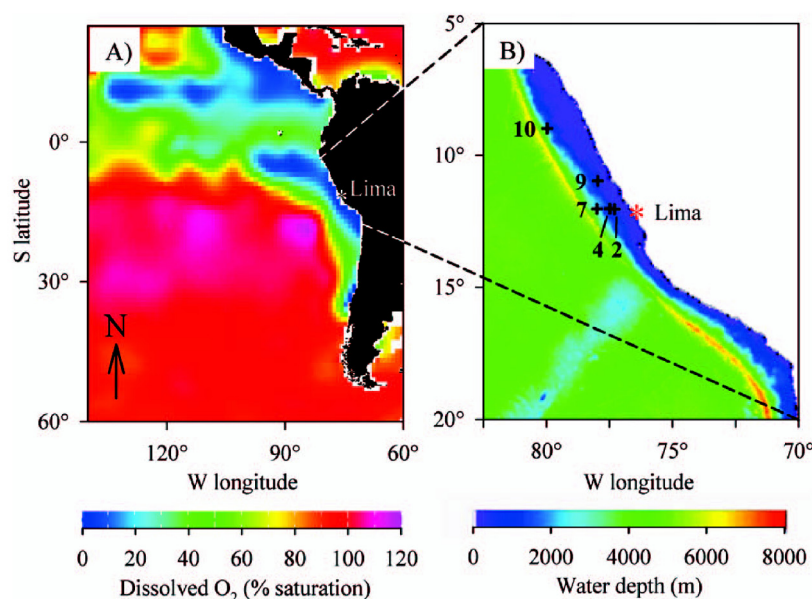 A)
B)
5°
10°
15°
20°
0°
30°
60°
S latitude
N
Lima
10
9
7
4 2
Lima
120° 90° 60°
W longitude
80° 75° 70°
W longitude
0 20 40 60 80 100 120
Dissolved O₂ (% saturation)
0 2000 4000 6000 8000
Water depth (m)